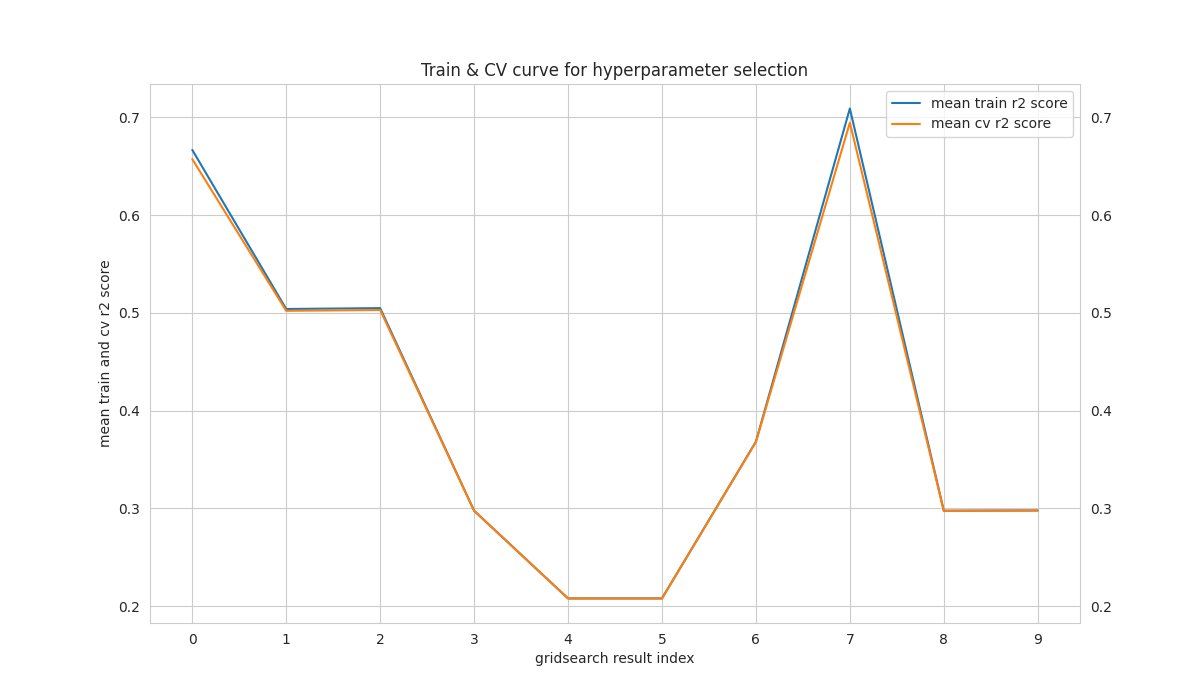 Train & CV curve for hyperparameter selection
mean train r2 score
mean cv r2 score
0.7
0.6
0.5
0.4
0.3
0.2
mean train and cv r2 score
0.7
0.6
0.5
0.4
0.3
0.2
0 1 2 3 4 5 6 7 8 9
gridsearch result index